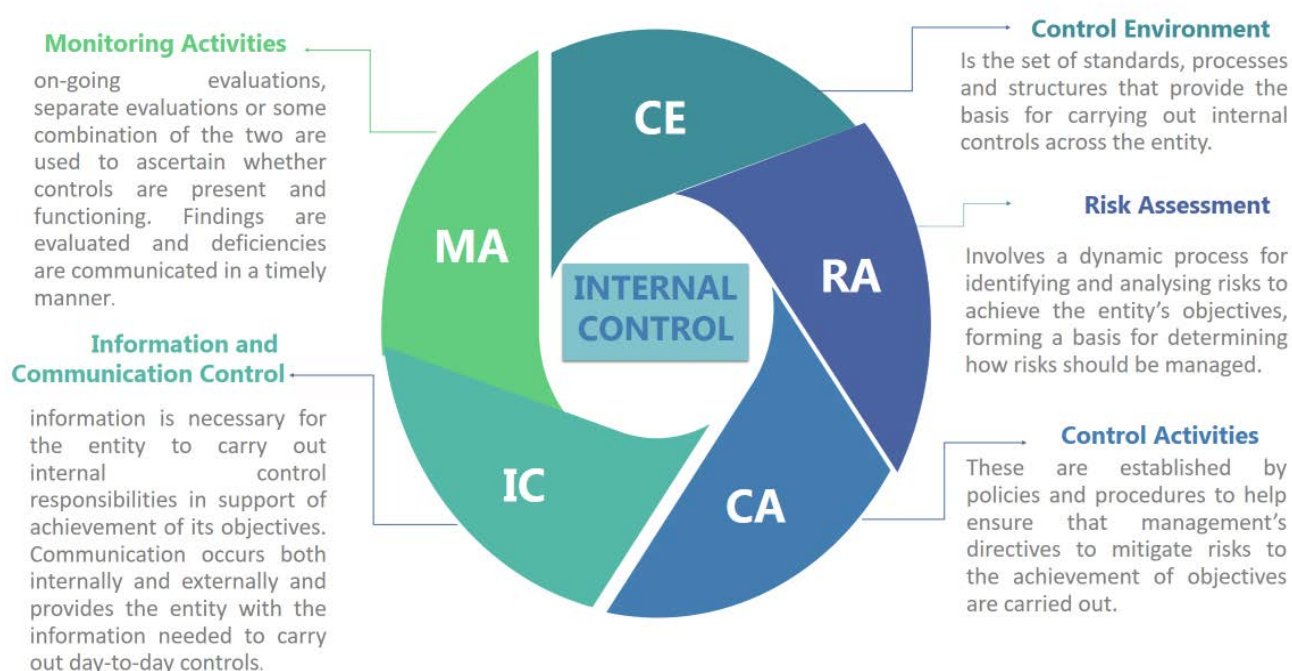 Monitoring Activities
on-going evaluations,
separate evaluations or some
combination of the two are
used to ascertain whether
controls are present and
functioning. Findings are
evaluated and deficiencies
are communicated in a timely
manner.
Information and
Communication Control
information is necessary for
the entity to carry out
internal control
responsibilities in support of
achievement of its objectives.
Communication occurs both
internally and externally and
provides the entity with the
information needed to carry
out day-to-day controls.
CE
MA
RA
INTERNAL
CONTROL
IC
CA
Control Environment
Is the set of standards, processes
and structures that provide the
basis for carrying out internal
controls across the entity.
Risk Assessment
Involves a dynamic process for
identifying and analysing risks to
achieve the entity's objectives,
forming a basis for determining
how risks should be managed.
Control Activities
These are established by
policies and procedures to help
ensure that management's
directives to mitigate risks to
the achievement of objectives
are carried out.